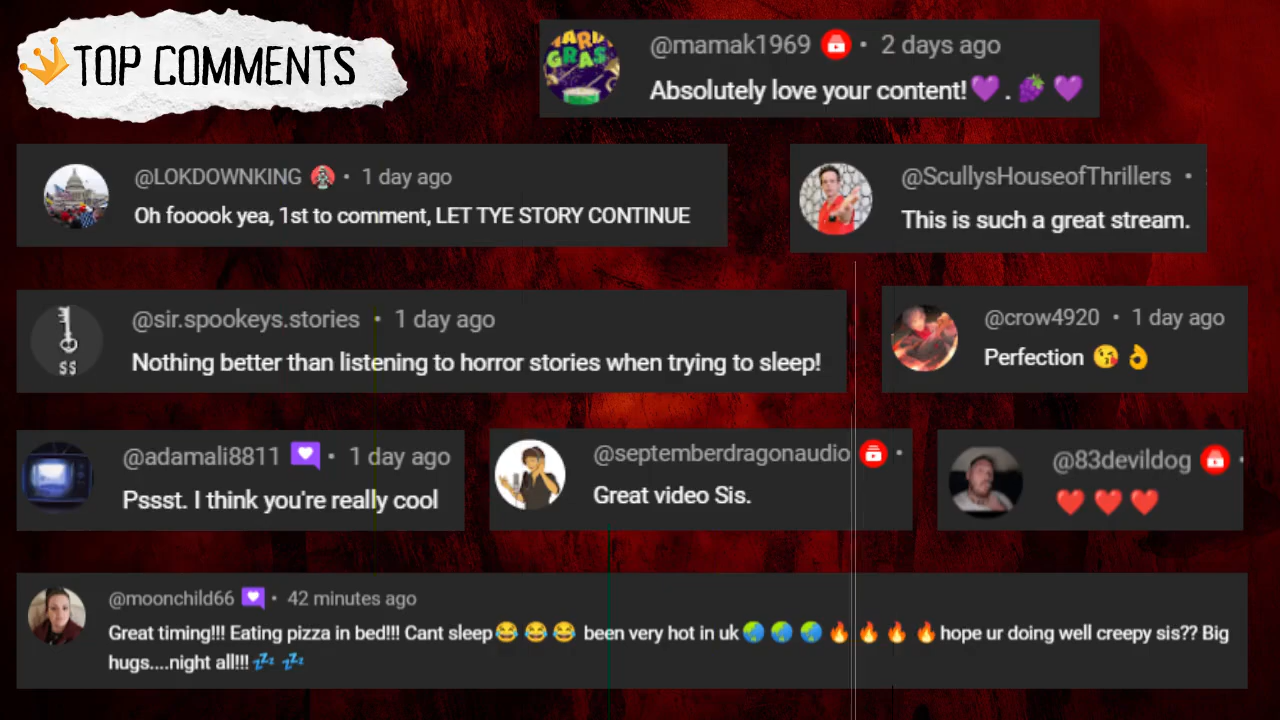 TOP COMMENTS
HARD
GRAS
@mamak1969 • 2 days ago
Absolutely love your content!💜 . 🍇 💜
@LOKDOWNKING • 1 day ago
Oh fooook yea, 1st to comment, LET TYE STORY CONTINUE
@ScullysHouseofThrillers •
This is such a great stream.
@sir.spookeys.stories • 1 day ago
Nothing better than listening to horror stories when trying to sleep!
$$
@crow4920 • 1 day ago
Perfection 😘 👌
@adamali8811 • 1 day ago
Pssst. I think you're really cool
@septemberdragonaudio •
Great video Sis.
@83devildog •
❤️ ❤️ ❤️
@moonchild66 • 42 minutes ago
Great timing!!! Eating pizza in bed!!! Cant sleep😂 😂 😂 been very hot in uk🌏 🌏 🌏 🔥 🔥 🔥 🔥 hope ur doing well creepy sis?? Big
hugs....night all!!! 💤 💤